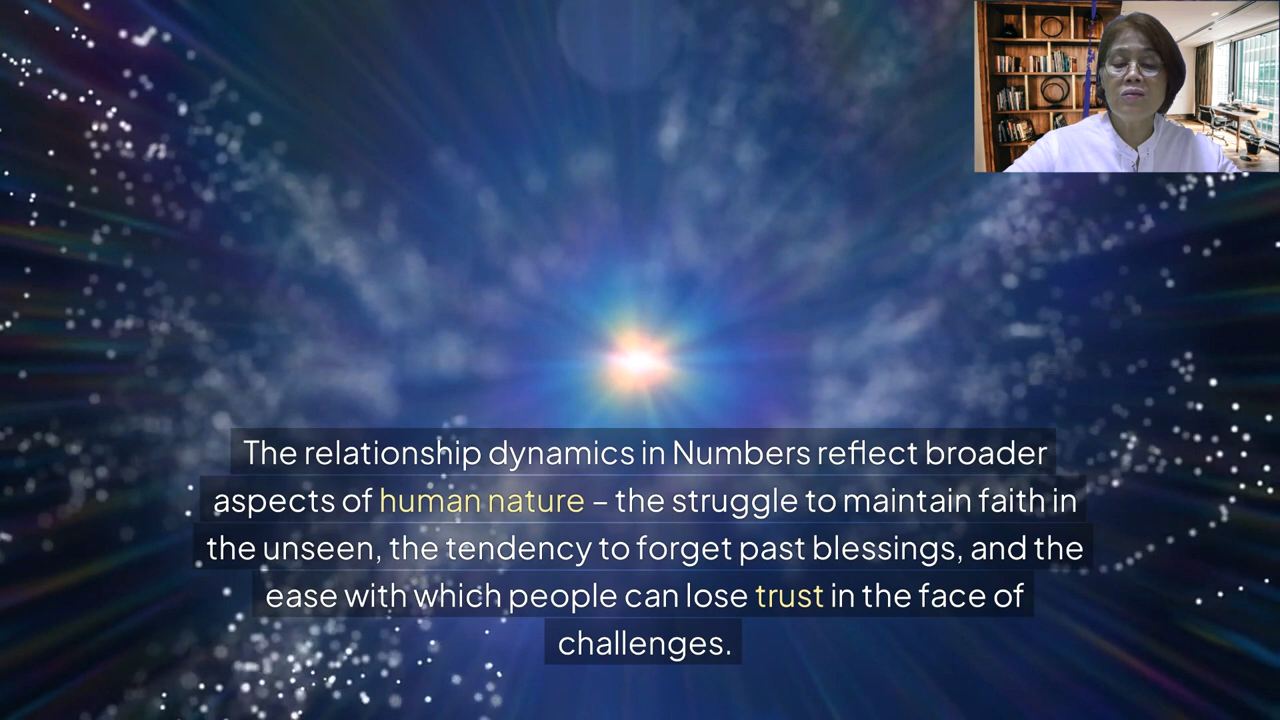 The relationship dynamics in Numbers reflect broader
aspects of human nature – the struggle to maintain faith in
the unseen, the tendency to forget past blessings, and the
ease with which people can lose trust in the face of
challenges.